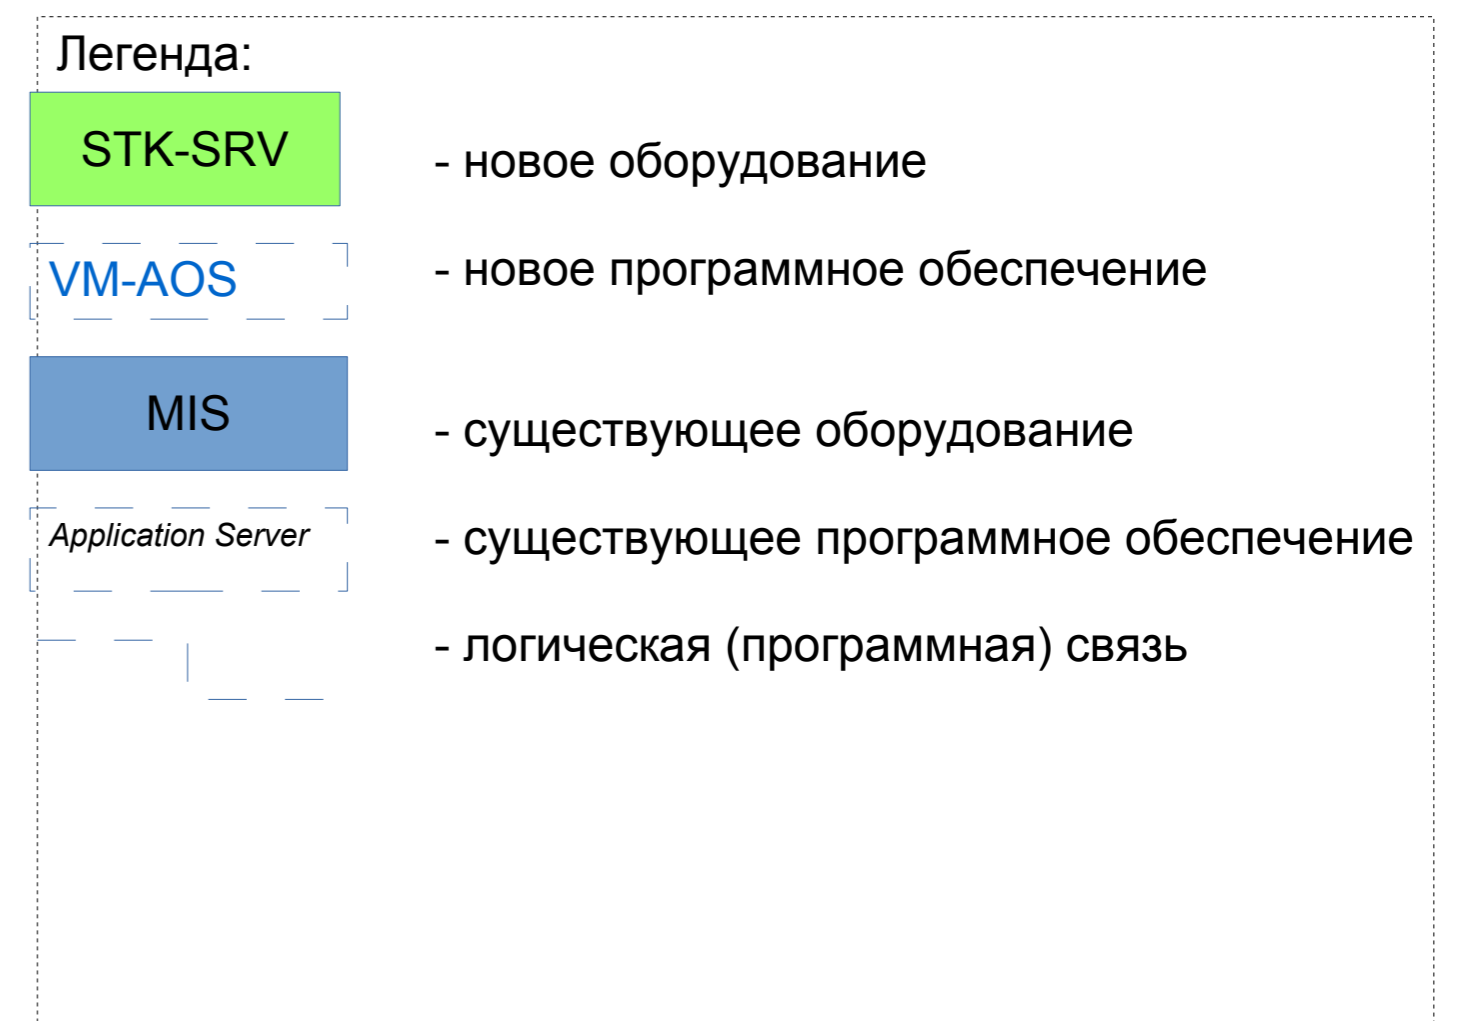 Легенда:
STK-SRV
- новое оборудование
VM-AOS
- новое программное обеспечение
MIS
- существующее оборудование
Application Server
- существующее программное обеспечение
- логическая (программная) связь